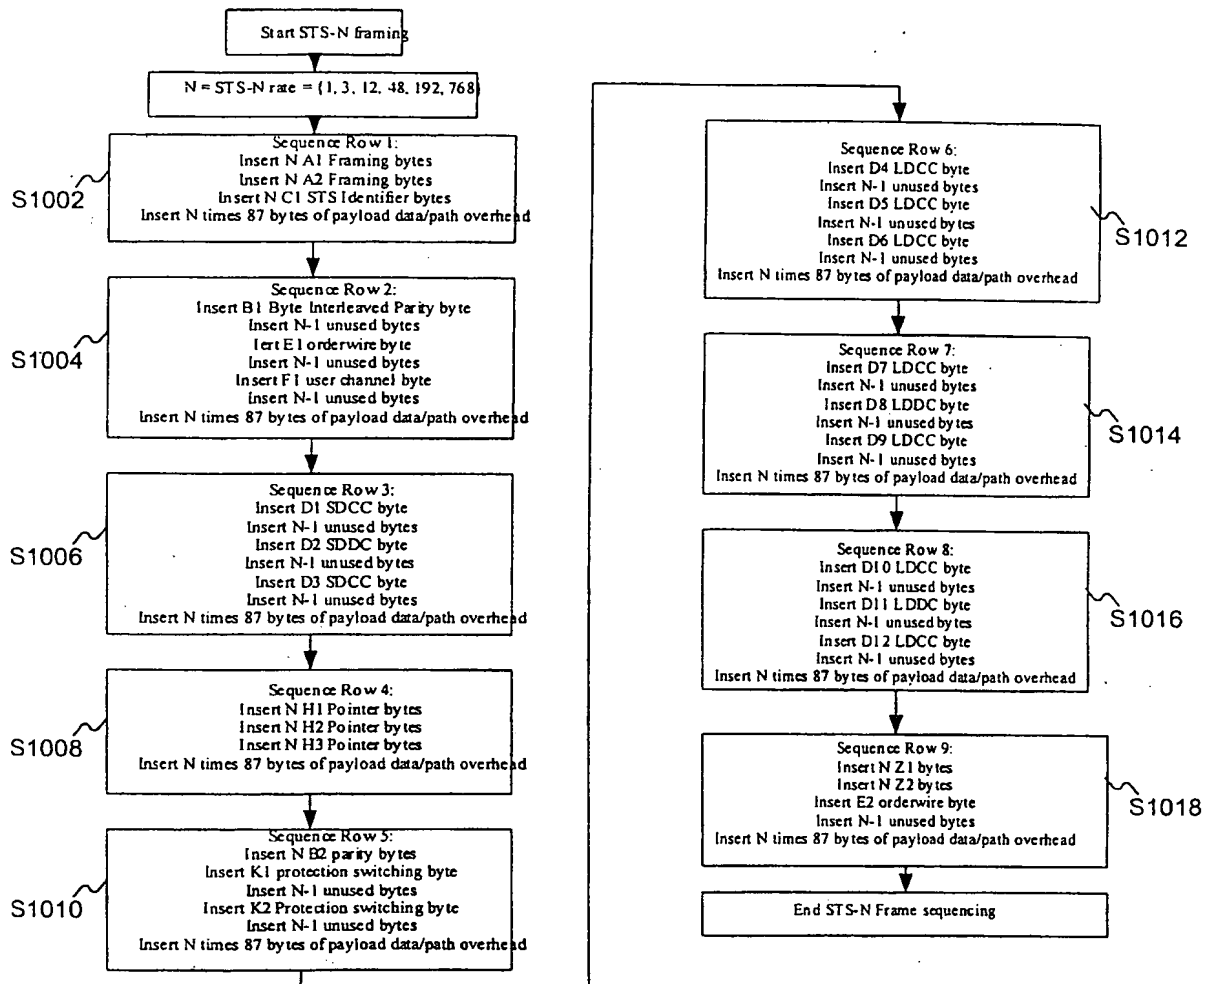 Start STS-N framing
N = STS-N rate = {1, 3, 12, 48, 192, 768}
S1002
Sequence Row 1:
Insert N A1 Framing bytes
Insert N A2 Framing bytes
Insert N C1 STS Identifier bytes
Insert N times 87 bytes of payload data/path overhead
S1004
Sequence Row 2:
Insert B1 Byte Interleaved Parity byte
Insert N-1 unused bytes
Iert E1 orderwire byte
Insert N-1 unused bytes
Insert F1 user channel byte
Insert N-1 unused bytes
Insert N times 87 bytes of payload data/path overhead
S1006
Sequence Row 3:
Insert D1 SDCC byte
Insert N-1 unused bytes
Insert D2 SDDC byte
Insert N-1 unused bytes
Insert D3 SDCC byte
Insert N-1 unused bytes
Insert N times 87 bytes of payload data/path overhead
S1008
Sequence Row 4:
Insert N H1 Pointer bytes
Insert N H2 Pointer bytes
Insert N H3 Pointer bytes
Insert N times 87 bytes of payload data/path overhead
S1010
Sequence Row 5:
Insert N B2 parity bytes
Insert K1 protection switching byte
Insert N-1 unused bytes
Insert K2 Protection switching byte
Insert N-1 unused bytes
Insert N times 87 bytes of payload data/path overhead
Sequence Row 6:
Insert D4 LDCC byte
Insert N-1 unused bytes
Insert D5 LDCC byte
Insert N-1 unused bytes
Insert D6 LDCC byte
Insert N-1 unused bytes
Insert N times 87 bytes of payload data/path overhead
S1012
Sequence Row 7:
Insert D7 LDCC byte
Insert N-1 unused bytes
Insert D8 LDDC byte
Insert N-1 unused bytes
Insert D9 LDCC byte
Insert N-1 unused bytes
Insert N times 87 bytes of payload data/path overhead
S1014
Sequence Row 8:
Insert D10 LDCC byte
Insert N-1 unused bytes
Insert D11 LDDC byte
Insert N-1 unused bytes
Insert D12 LDCC byte
Insert N-1 unused bytes
Insert N times 87 bytes of payload data/path overhead
S1016
Sequence Row 9:
Insert N Z1 bytes
Insert N Z2 bytes
Insert E2 orderwire byte
Insert N-1 unused bytes
Insert N times 87 bytes of payload data/path overhead
S1018
End STS-N Frame sequencing